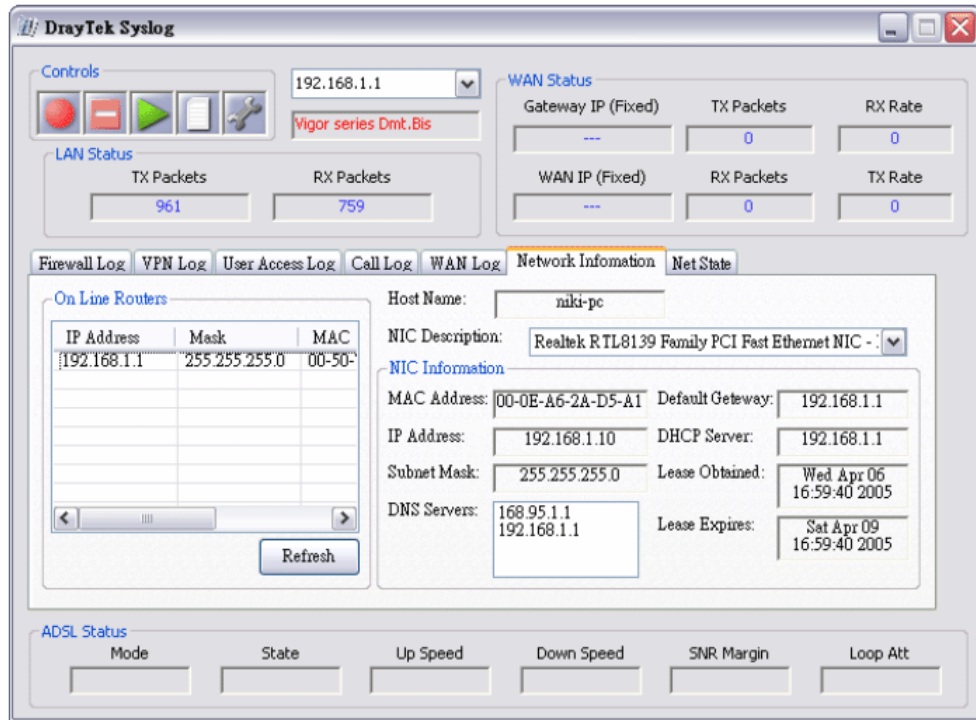 DrayTek Syslog
Controls
192.168.1.1
Vigor series Dmt.Bis
LAN Status
TX Packets
RX Packets
961
759
WAN Status
Gateway IP (Fixed)
TX Packets
RX Rate
---
0
0
WAN IP (Fixed)
RX Packets
TX Rate
---
0
0
Firewall Log
VPN Log
User Access Log
Call Log
WAN Log
Network Infomation
Net State
On Line Routers
IP Address
Mask
MAC
192.168.1.1
255.255.255.0
00-50-
Refresh
Host Name:
niki-pc
NIC Description:
Realtek RTL8139 Family PCI Fast Ethernet NIC -
NIC Information
MAC Address:
00-0E-A6-2A-D5-A1
IP Address:
192.168.1.10
Subnet Mask:
255.255.255.0
DNS Servers:
168.95.1.1
192.168.1.1
Default Geteway:
192.168.1.1
DHCP Server:
192.168.1.1
Lease Obtained:
Wed Apr 06
16:59:40 2005
Lease Expires:
Sat Apr 09
16:59:40 2005
ADSL Status
Mode
State
Up Speed
Down Speed
SNR Margin
Loop Att